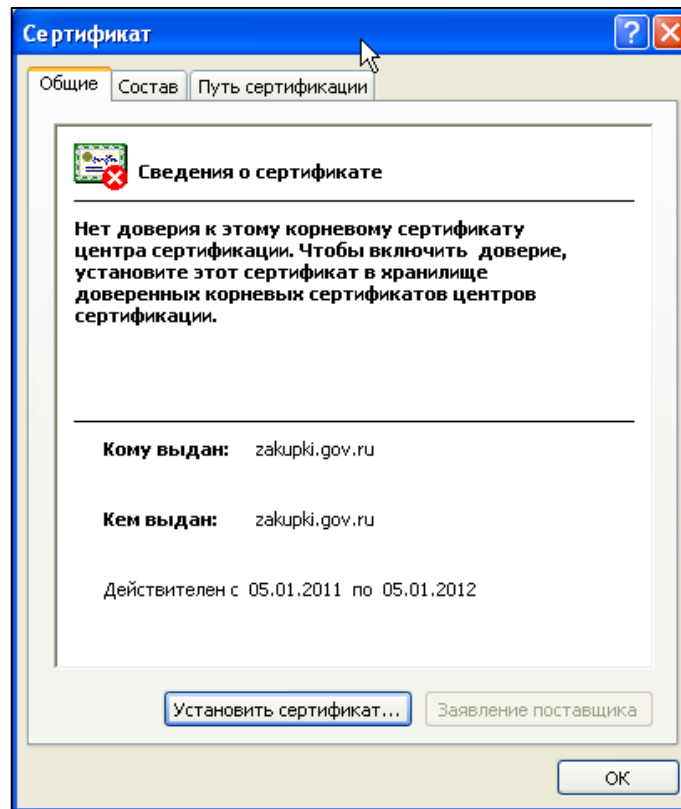 Сертификат
Общие Состав Путь сертификации
Сведения о сертификате
Нет доверия к этому корневому сертификату
центра сертификации. Чтобы включить доверие,
установите этот сертификат в хранилище
доверенных корневых сертификатов центров
сертификации.
Кому выдан: zakupki.gov.ru
Кем выдан: zakupki.gov.ru
Действителен с 05.01.2011 по 05.01.2012
Установить сертификат... Заявление поставщика
ОК